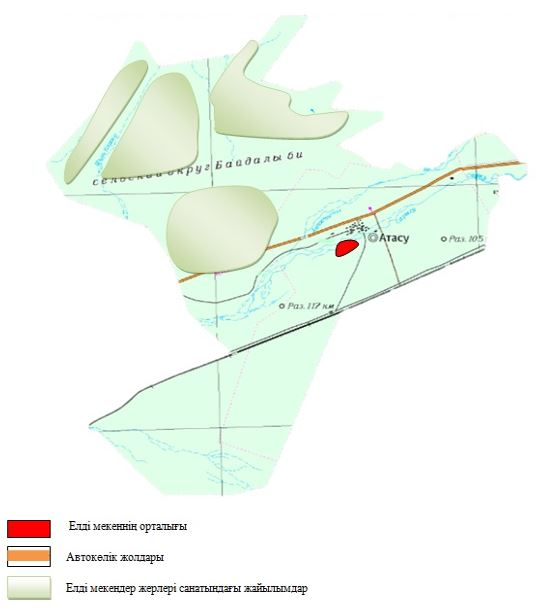 сельский округ Байдалы би
Атасу
Раз. 105
Раз. 112 км
Елді мекеннің орталығы
Автокөлік жолдары
Елді мекендер жерлері санатындағы жайылымдар